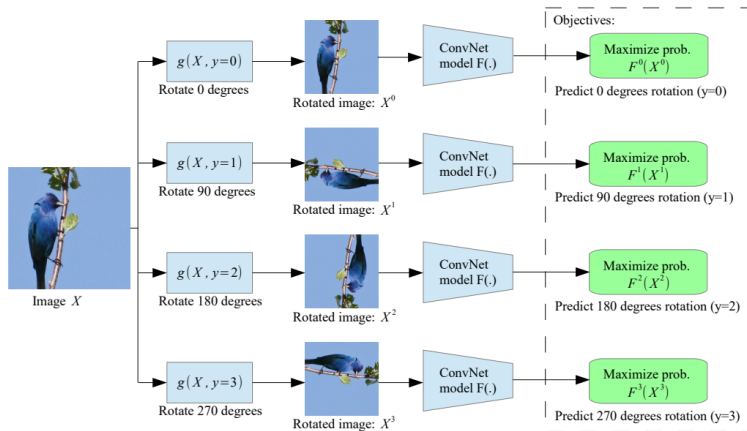 Objectives:
g(X, y=0)
Rotate 0 degrees
Rotated image: X⁰
ConvNet
model F(.)
Maximize prob.
F⁰(X⁰)
Predict 0 degrees rotation (y=0)
g(X, y=1)
Rotate 90 degrees
Rotated image: X¹
ConvNet
model F(.)
Maximize prob.
F¹(X¹)
Predict 90 degrees rotation (y=1)
Image X
g(X, y=2)
Rotate 180 degrees
Rotated image: X²
ConvNet
model F(.)
Maximize prob.
F²(X²)
Predict 180 degrees rotation (y=2)
g(X, y=3)
Rotate 270 degrees
Rotated image: X³
ConvNet
model F(.)
Maximize prob.
F³(X³)
Predict 270 degrees rotation (y=3)